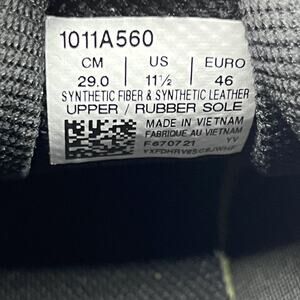 1011A560
CM US EURO
29.0 11½ 46
SYNTHETIC FIBER & SYNTHETIC LEATHER
UPPER / RUBBER SOLE
MADE IN VIETNAM
FABRIQUE AU VIETNAM
F670721 YV